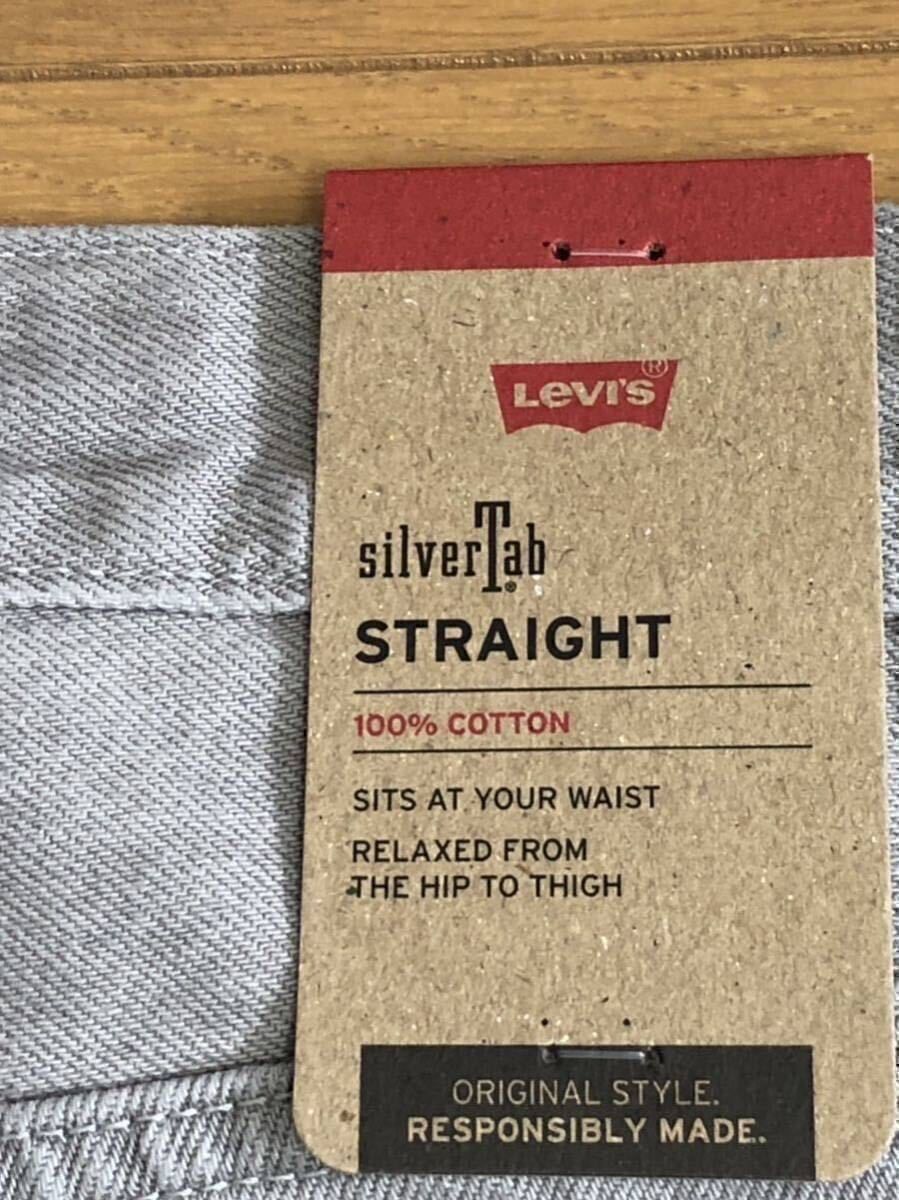 LEVI'S®
silverTab®
STRAIGHT
100% COTTON
SITS AT YOUR WAIST
RELAXED FROM
THE HIP TO THIGH
ORIGINAL STYLE.
RESPONSIBLY MADE.